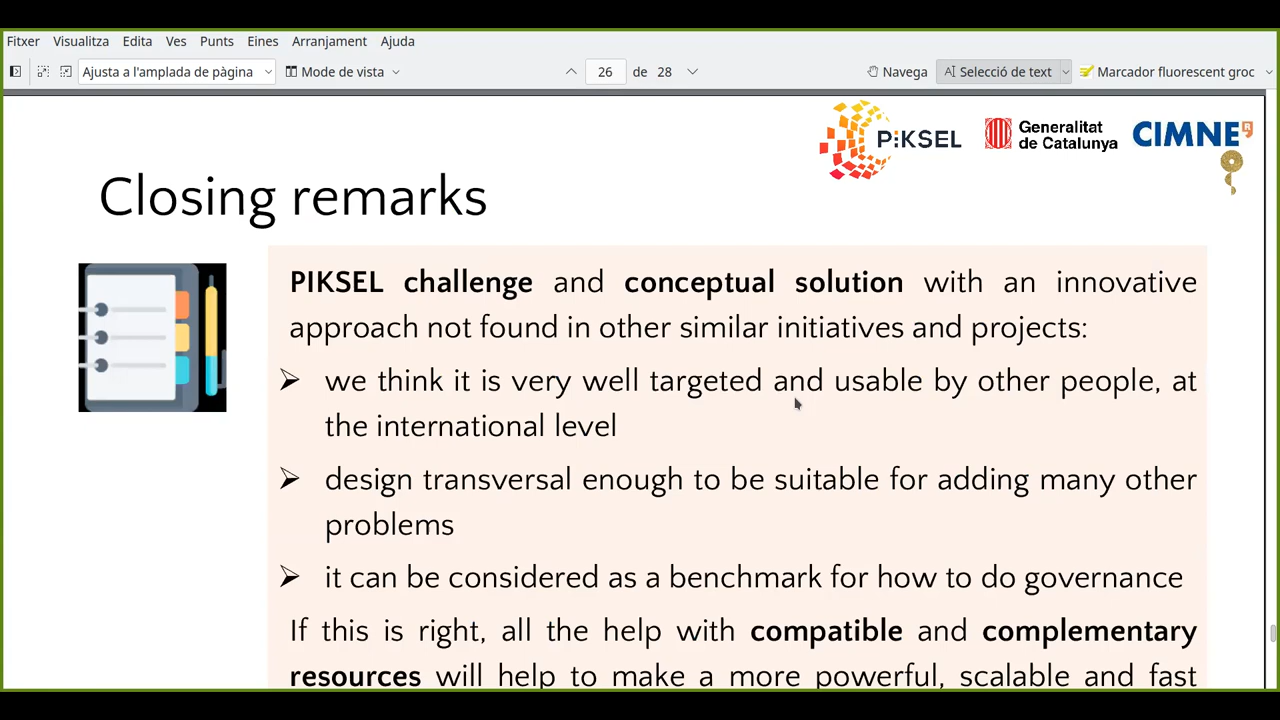 Fitxer Visualitza Edita Ves Punts Eines Arranjament Ajuda
Ajusta a l'amplada de pàgina Mode de vista 26 de 28 Navega Selecció de text Marcador fluorescent groc
PiKSEL Generalitat de Catalunya CIMNE R
Closing remarks
PIKSEL challenge and conceptual solution with an innovative
approach not found in other similar initiatives and projects:
we think it is very well targeted and usable by other people, at
the international level
design transversal enough to be suitable for adding many other
problems
it can be considered as a benchmark for how to do governance
If this is right, all the help with compatible and complementary
resources will help to make a more powerful, scalable and fast